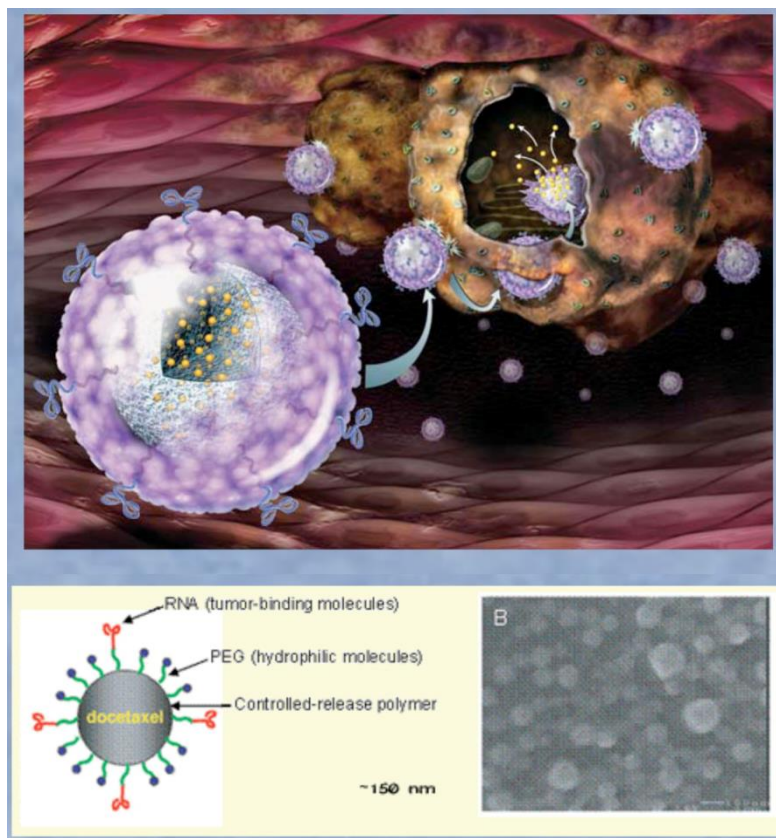 RNA (tumor-binding molecules)
PEG (hydrophilic molecules)
Controlled-release polymer
docetaxel
~150 nm
B